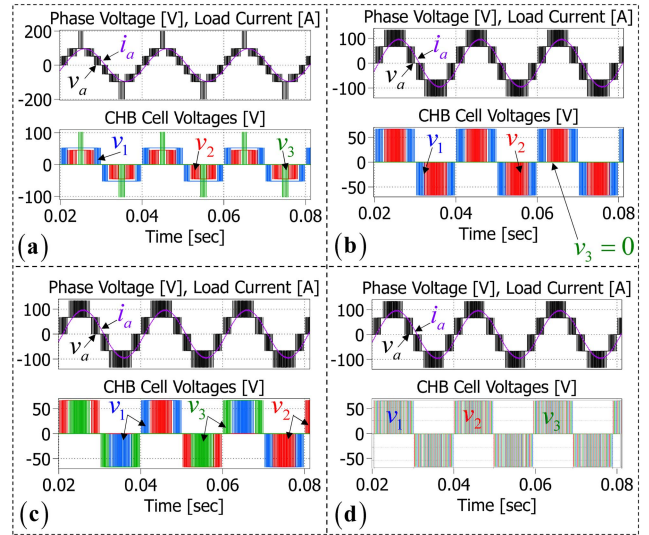 Phase Voltage [V], Load Current [A]
200
0
200
i_a
v_a
CHB Cell Voltages [V]
100
0
-100
v_1
v_2
v_3
0.02 0.04 0.06 0.08
Time [sec]
(a)
Phase Voltage [V], Load Current [A]
100
0
-100
i_a
v_a
CHB Cell Voltages [V]
50
0
-50
v_1
v_2
0.02 0.04 0.06 0.08
Time [sec]
v_3 = 0
(b)
Phase Voltage [V], Load Current [A]
100
0
-100
i_a
v_a
CHB Cell Voltages [V]
50
0
-50
v_1
v_3
v_2
0.02 0.04 0.06 0.08
Time [sec]
(c)
Phase Voltage [V], Load Current [A]
100
0
-100
i_a
v_a
CHB Cell Voltages [V]
50
0
-50
v_1
v_2
v_3
0.02 0.04 0.06 0.08
Time [sec]
(d)